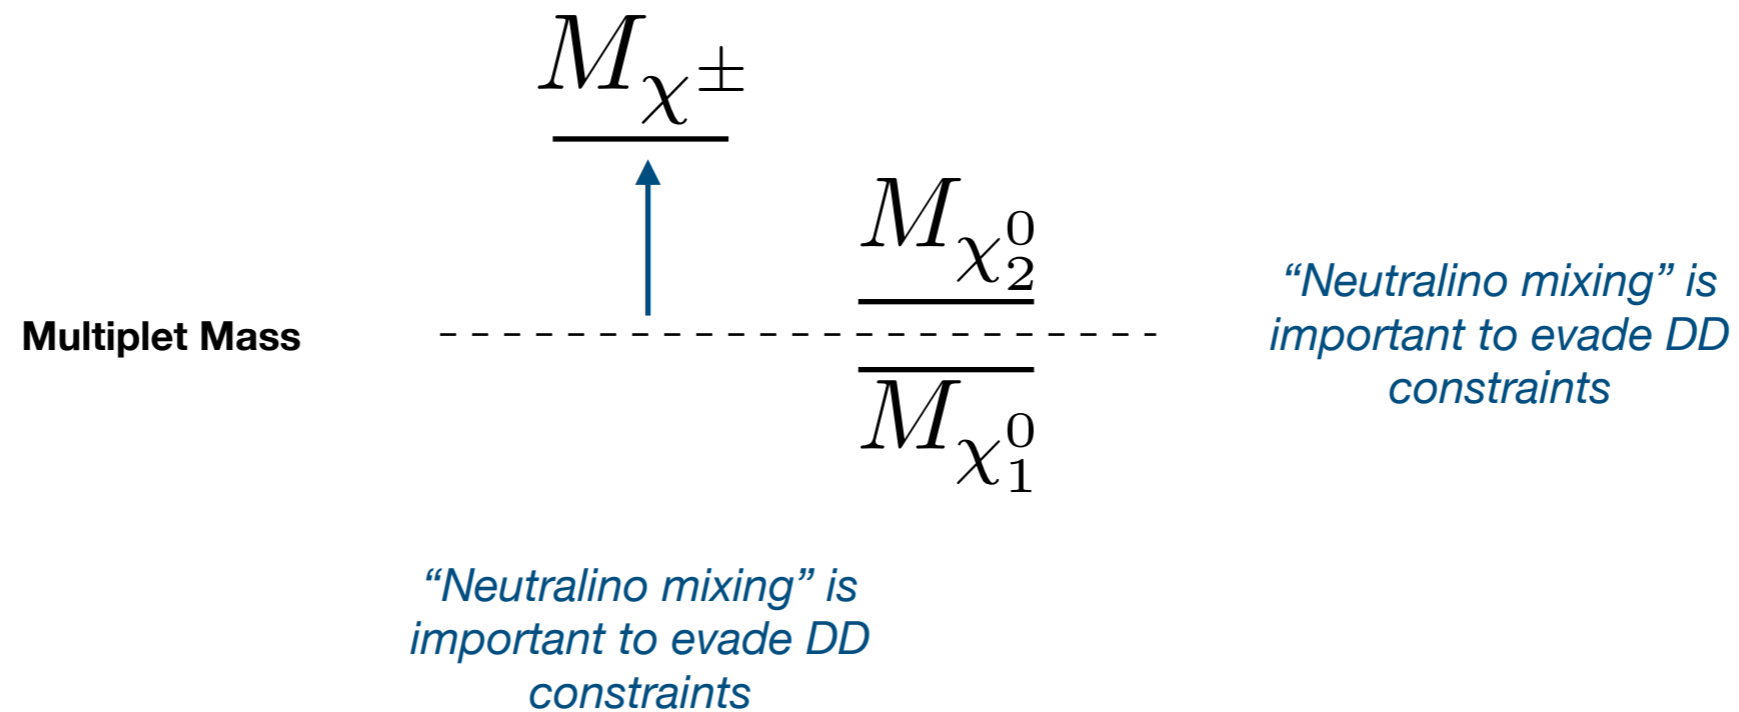 M_{χ^±}
M_{χ_2^0}
Multiplet Mass
M_{χ_1^0}
“Neutralino mixing” is
important to evade DD
constraints
“Neutralino mixing” is
important to evade DD
constraints